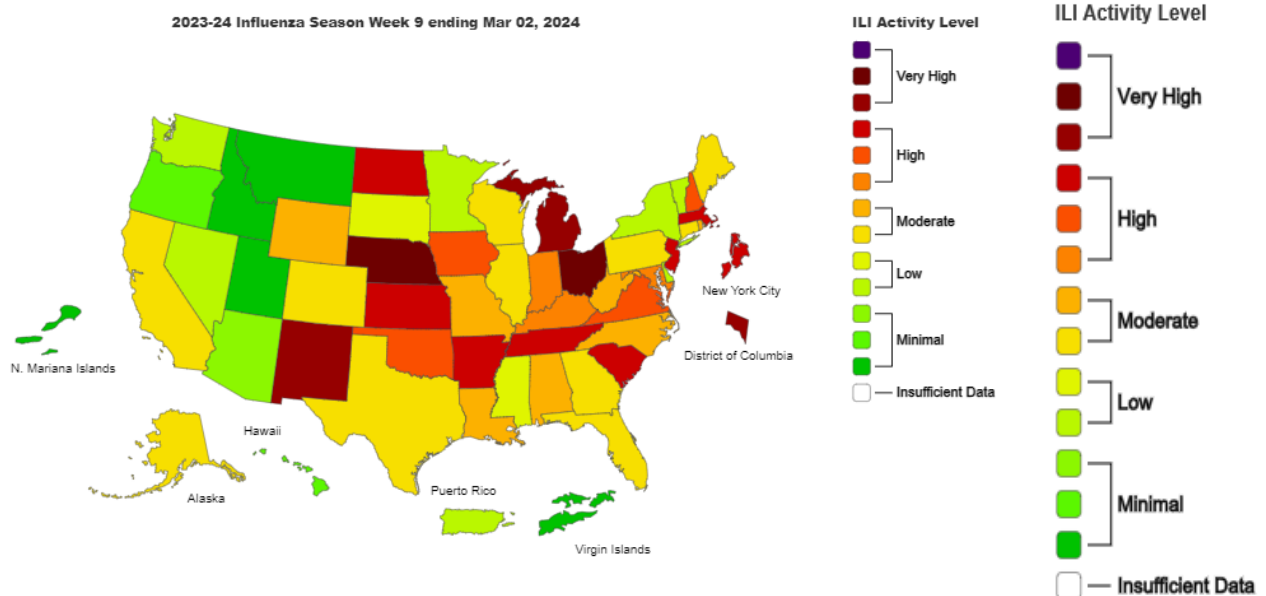 2023-24 Influenza Season Week 9 ending Mar 02, 2024
New York City
District of Columbia
N. Mariana Islands
Hawaii
Alaska
Puerto Rico
Virgin Islands
ILI Activity Level
Very High
High
Moderate
Low
Minimal
Insufficient Data
ILI Activity Level
Very High
High
Moderate
Low
Minimal
Insufficient Data